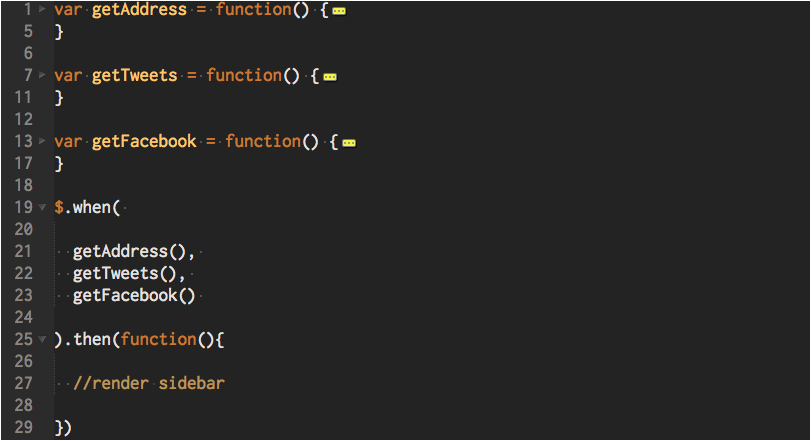 1 var getAddress = function() {
5 }
6
7 var getTweets = function() {
11 }
12
13 var getFacebook = function() {
17 }
18
19 $.when(
20
21 getAddress(),
22 getTweets(),
23 getFacebook()
24
25 ).then(function(){
26
27 //render sidebar
28
29 })